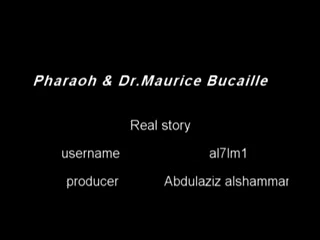 Pharaoh & Dr.Maurice Bucaille
Real story
username al7lm1
producer Abdulaziz alshammar